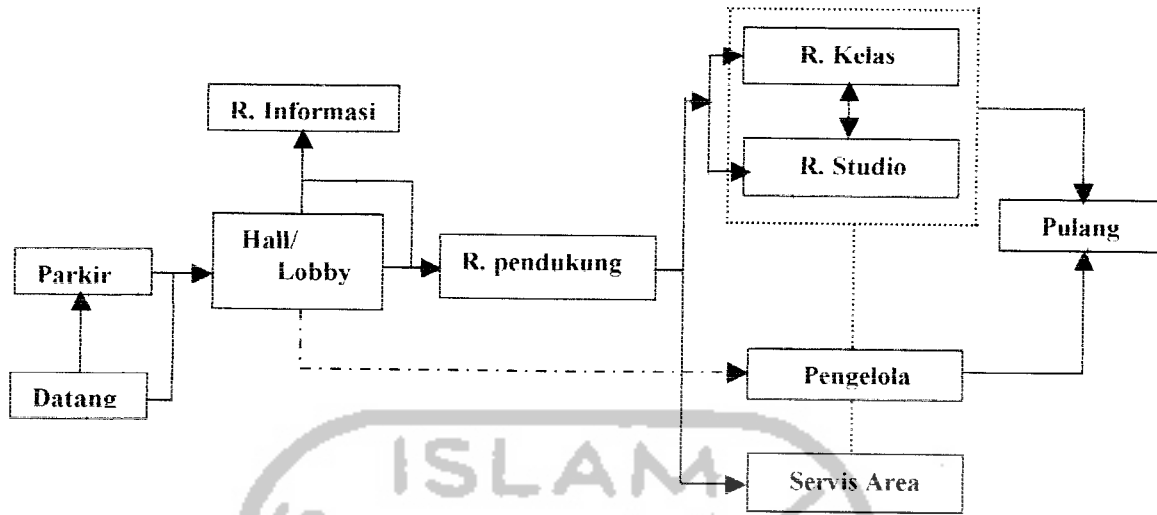 R. Kelas
R. Informasi
R. Studio
Hall/
Lobby
Pulang
Parkir
R. pendukung
Pengelola
Datang
ISLAM
Servis Area